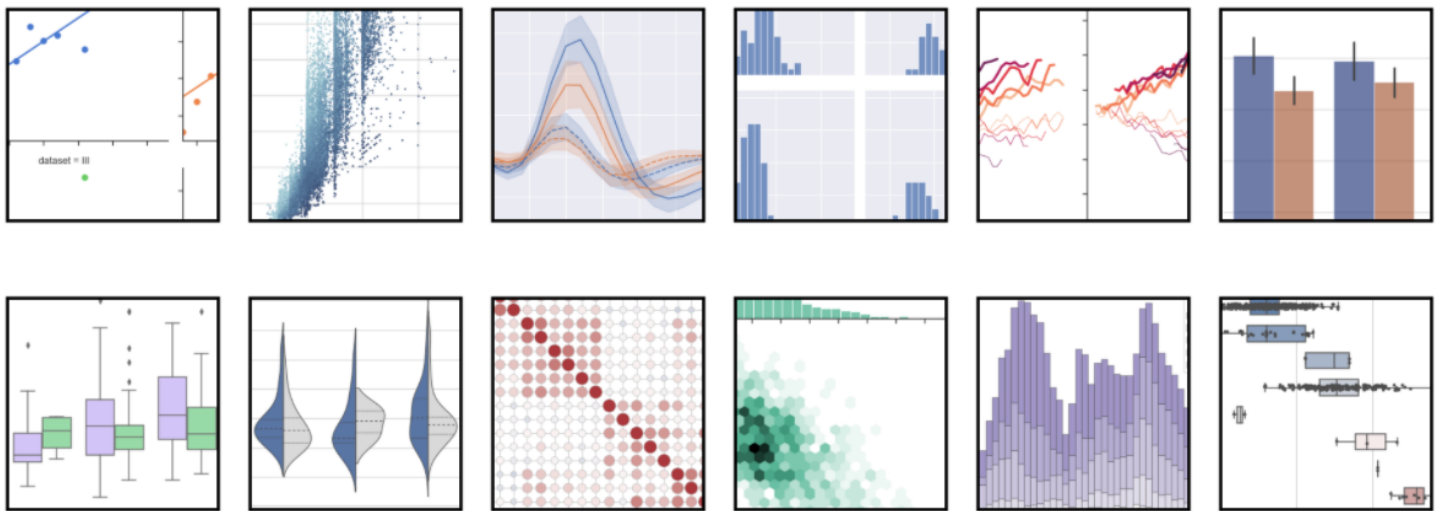 dataset = III